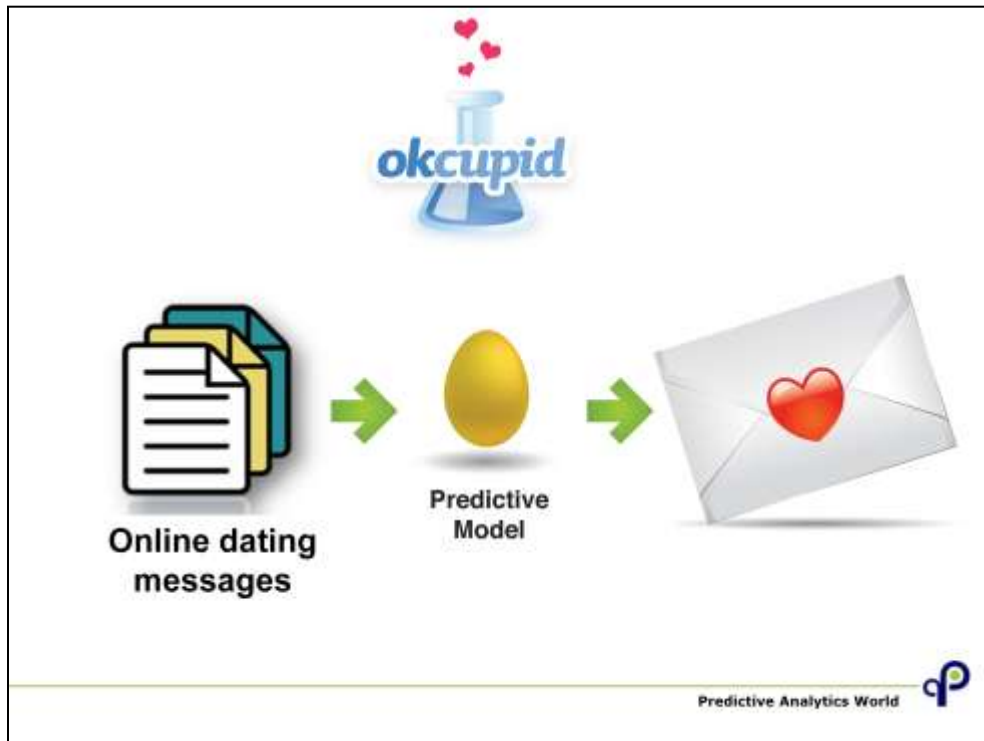 okcupid
Predictive
Model
Online dating
messages
Predictive Analytics World